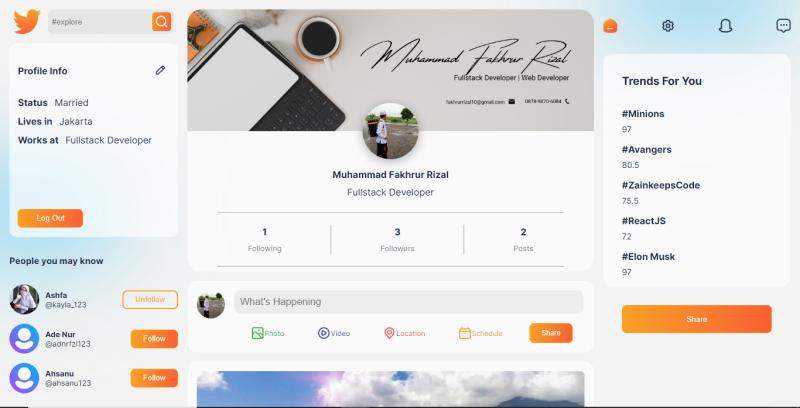 #explore
Profile Info
Status Married
Lives in Jakarta
Works at Fullstack Developer
Log Out
People you may know
Ashfa
@kayla_123
Unfollow
Ade Nur
@adnrfzl123
Follow
Ahsanu
@ahsanu123
Follow
Muhammad Fakhrur Rizal
Fullstack Developer | Web Developer
fakhrurrizal10@gmail.com 0878-9870-6084
Muhammad Fakhrur Rizal
Fullstack Developer
1 3 2
Following Followers Posts
What's Happening
Photo Video Location Schedule Share
Trends For You
#Minions
97
#Avangers
80.5
#ZainkeepsCode
75.5
#ReactJS
72
#Elon Musk
97
Share